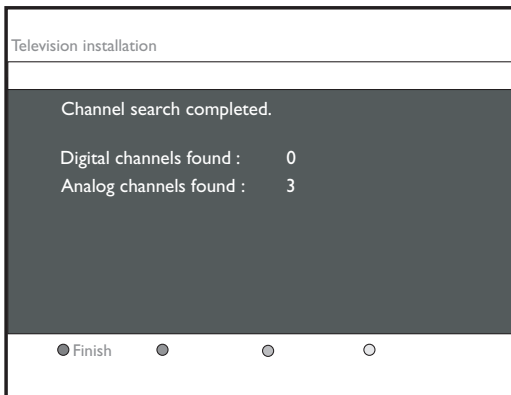 Television installation
Channel search completed.
Digital channels found : 0
Analog channels found : 3
Finish